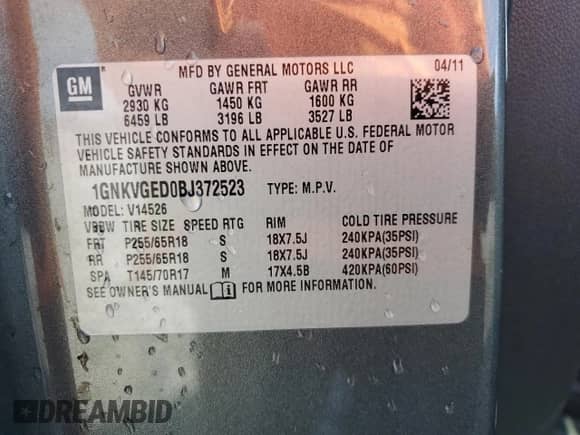 GM
MFD BY GENERAL MOTORS LLC 04/11
GVWR GAWR FRT GAWR RR
2930 KG 1450 KG 1600 KG
6459 LB 3196 LB 3527 LB
THIS VEHICLE CONFORMS TO ALL APPLICABLE U.S. FEDERAL MOTOR
VEHICLE SAFETY STANDARDS IN EFFECT ON THE DATE OF
MANUFACTURE SHOWN ABOVE.
1GNKVGED0BJ372523 TYPE: M.P.V.
MODEL: V14526
VBBW TIRE SIZE SPEED RTG RIM COLD TIRE PRESSURE
FRT P255/65R18 S 18X7.5J 240KPA(35PSI)
RR P255/65R18 S 18X7.5J 240KPA(35PSI)
SPA T145/70R17 M 17X4.5B 420KPA(60PSI)
SEE OWNER'S MANUAL FOR MORE INFORMATION.
DREAMBID